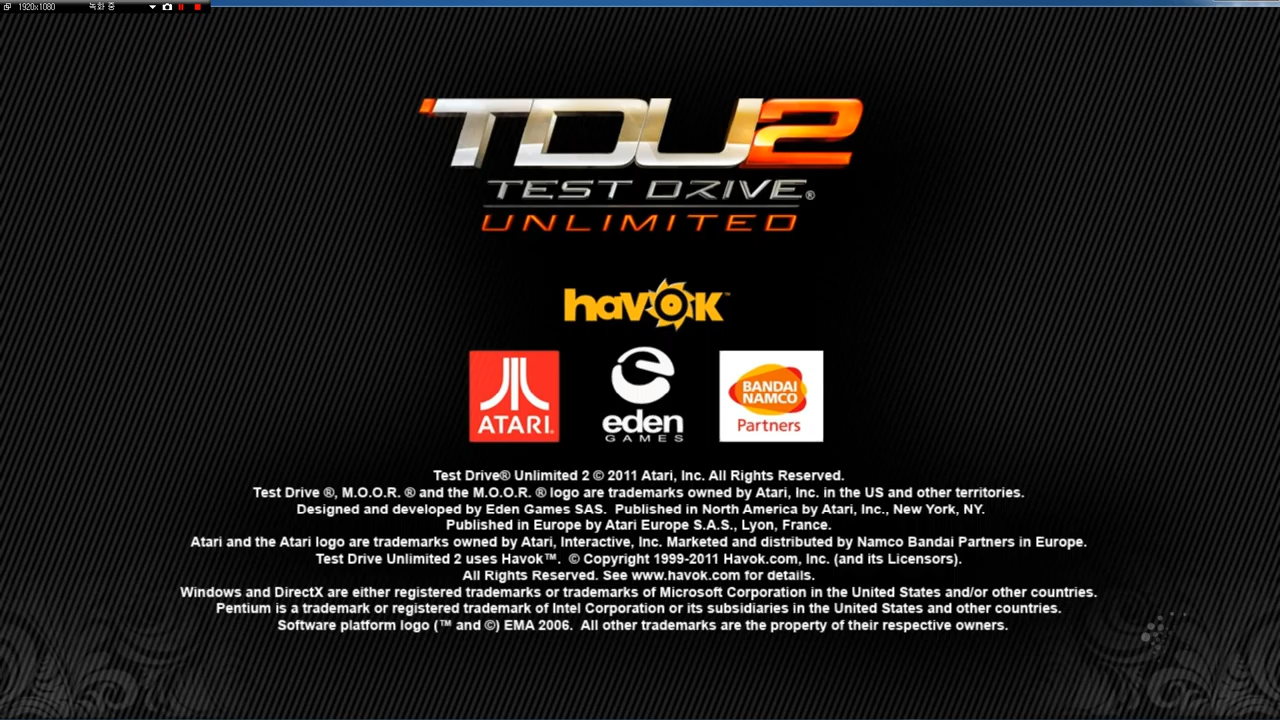 1920x1080 녹화 중
TDU2
TEST DRIVE®
UNLIMITED
havok™
ATARI®
eden
GAMES
BANDAI
NAMCO
Partners
Test Drive® Unlimited 2 © 2011 Atari, Inc. All Rights Reserved.
Test Drive ®, M.O.O.R. ® and the M.O.O.R. ® logo are trademarks owned by Atari, Inc. in the US and other territories.
Designed and developed by Eden Games SAS.  Published in North America by Atari, Inc., New York, NY.
Published in Europe by Atari Europe S.A.S., Lyon, France.
Atari and the Atari logo are trademarks owned by Atari, Interactive, Inc. Marketed and distributed by Namco Bandai Partners in Europe.
Test Drive Unlimited 2 uses Havok™.  © Copyright 1999-2011 Havok.com, Inc. (and its Licensors).
All Rights Reserved. See www.havok.com for details.
Windows and DirectX are either registered trademarks or trademarks of Microsoft Corporation in the United States and/or other countries.
Pentium is a trademark or registered trademark of Intel Corporation or its subsidiaries in the United States and other countries.
Software platform logo (™ and ©) EMA 2006.  All other trademarks are the property of their respective owners.